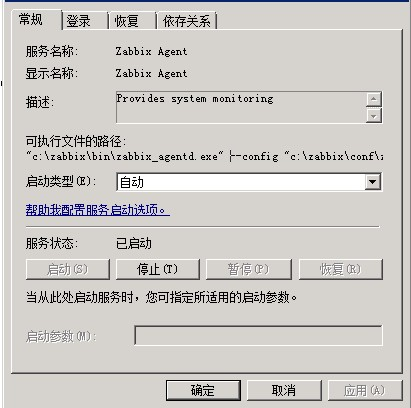 常规 登录 恢复 依存关系
服务名称: Zabbix Agent
显示名称: Zabbix Agent
描述: Provides system monitoring
可执行文件的路径:
"c:\zabbix\bin\zabbix_agentd.exe" --config "c:\zabbix\conf\z
启动类型(E): 自动
帮助我配置服务启动选项。
服务状态: 已启动
启动(S) 停止(T) 暂停(P) 恢复(R)
当从此处启动服务时，您可指定所适用的启动参数。
启动参数(M):
确定 取消 应用(A)